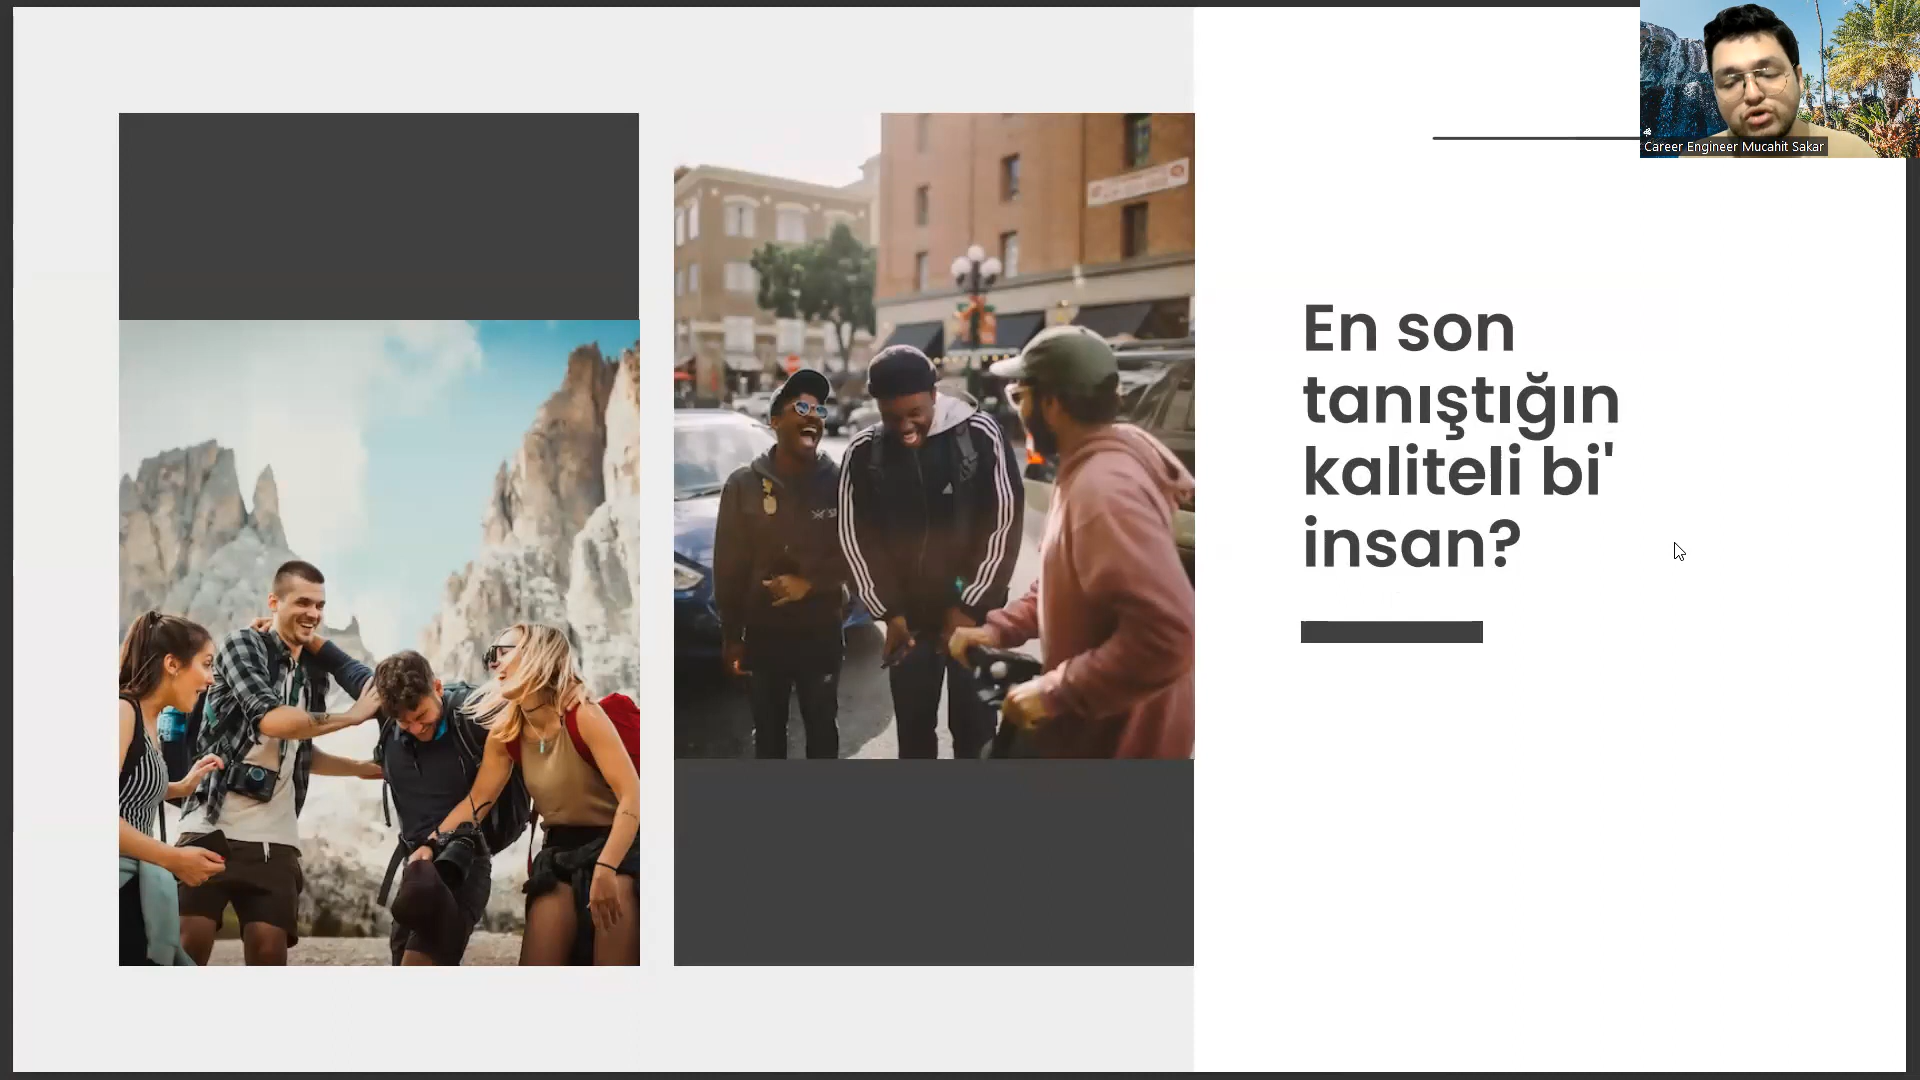 Career Engineer Mucahit Sakar
En son
tanıştığın
kaliteli bi'
insan?